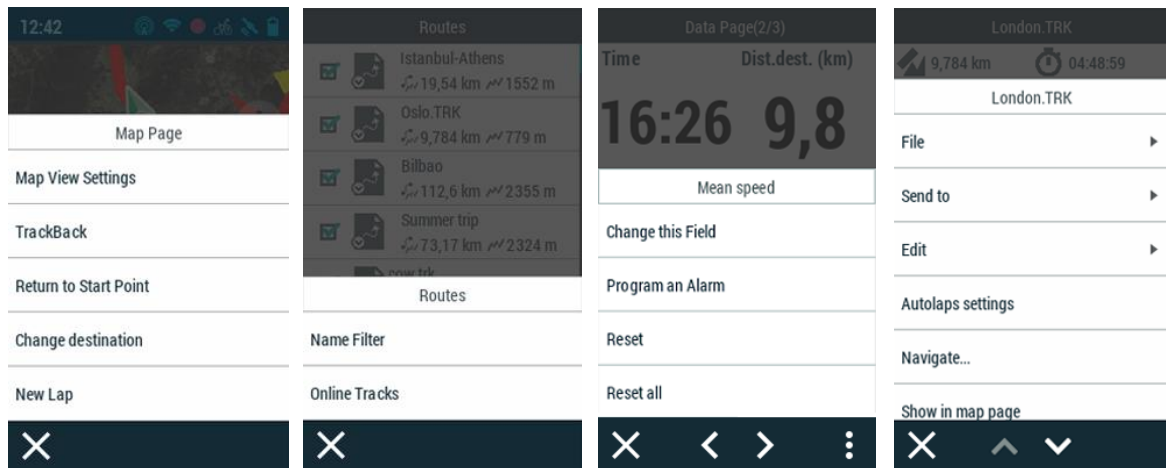 12:42
Map Page
Map View Settings
TrackBack
Return to Start Point
Change destination
New Lap
Routes
Istanbul-Athens
19,54 km 1552 m
Oslo.TRK
9,784 km 779 m
Bilbao
112,6 km 2355 m
Summer trip
73,17 km 2324 m
cow.trk
Routes
Name Filter
Online Tracks
Data Page(2/3)
Time Dist.dest. (km)
16:26 9,8
Mean speed
Change this Field
Program an Alarm
Reset
Reset all
London.TRK
9,784 km 04:48:59
London.TRK
File
Send to
Edit
Autolaps settings
Navigate...
Show in map page